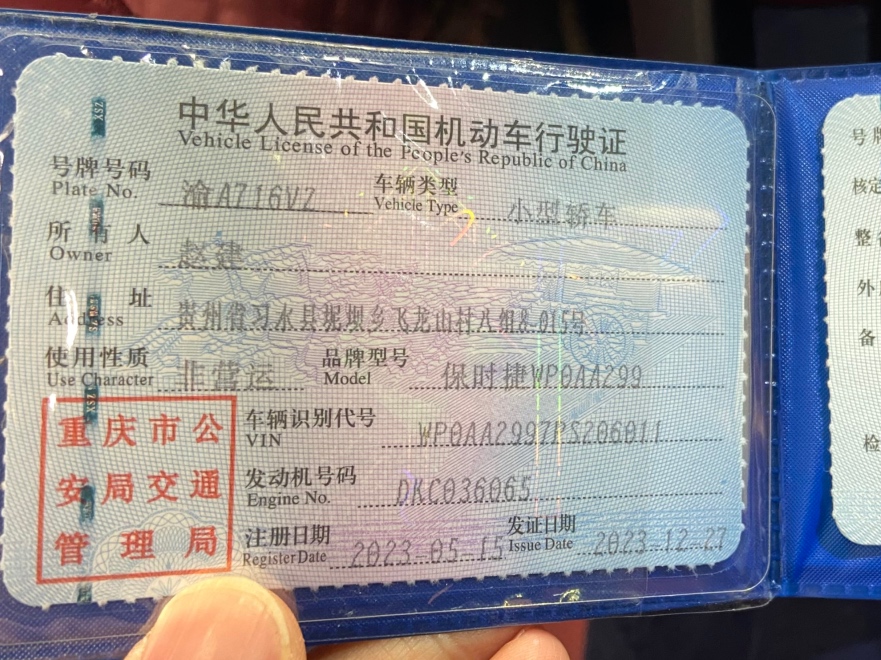 中华人民共和国机动车行驶证
Vehicle License of the People's Republic of China
号牌号码 渝A716VZ 车辆类型 小型轿车
Plate No. Vehicle Type
所有人 赵建
Owner
住址 贵州省习水县坭坝乡飞龙山村八组8-015号
Address
使用性质 非营运 品牌型号 保时捷WP0AA299
Use Character Model
重庆市公
安局交通
管理局
车辆识别代号 WP0AA2997PS206011
VIN
发动机号码 DKC036065
Engine No.
注册日期 2023-05-15 发证日期 2023-12-27
Register Date Issue Date
号牌
核定
整备
外
备
检